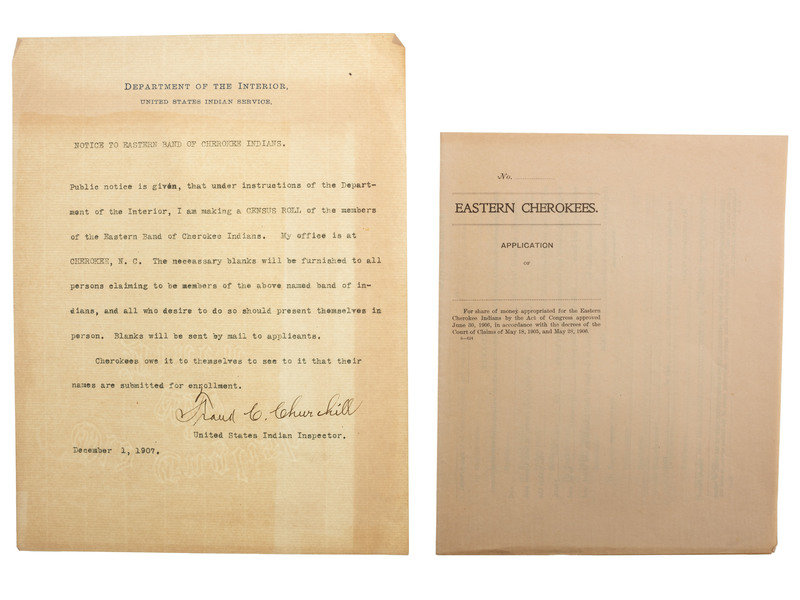 DEPARTMENT OF THE INTERIOR,
UNITED STATES INDIAN SERVICE,
NOTICE TO EASTERN BAND OF CHEROKEE INDIANS.
Public notice is given, that under instructions of the Depart-
ment of the Interior, I am making a CENSUS ROLL of the members
of the Eastern Band of Cherokee Indians. My office is at
CHEROKEE, N. C. The necessary blanks will be furnished to all
persons claiming to be members of the above named band of in-
dians, and all who desire to do so should present themselves in
person. Blanks will be sent by mail to applicants.
Cherokees owe it to themselves to see to it that their
names are submitted for enrollment.
Frank C. Churchill
United States Indian Inspector.
December 1, 1907.
No.
EASTERN CHEROKEES.
APPLICATION
OF
For share of money appropriated for the Eastern
Cherokee Indians by the Act of Congress approved
June 30, 1906, in accordance with the decrees of the
Court of Claims of May 18, 1905, and May 28, 1906.